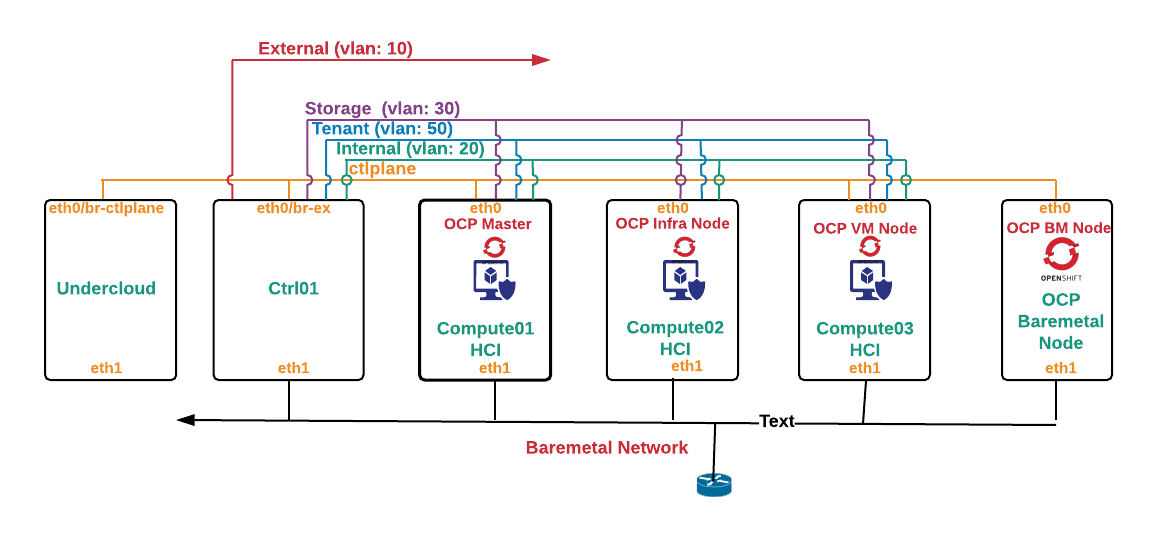 External (vlan: 10)
Storage (vlan: 30)
Tenant (vlan: 50)
Internal (vlan: 20)
ctlplane
eth0/br-ctlplane
Undercloud
eth1
eth0/br-ex
Ctrl01
eth1
eth0
OCP Master
Compute01
HCI
eth1
eth0
OCP Infra Node
Compute02
HCI
eth1
eth0
OCP VM Node
Compute03
HCI
eth1
eth0
OCP BM Node
OPENSHIFT
OCP
Baremetal
Node
eth1
Text
Baremetal Network